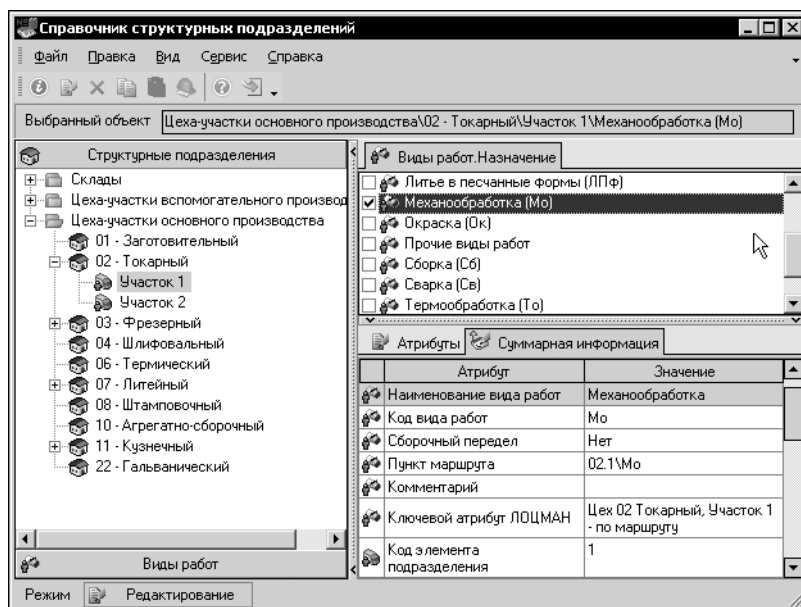 Справочник структурных подразделений
Файл Правка Вид Сервис Справка
Выбранный объект Цеха-участки основного производства\02 - Токарный\Участок 1\Механообработка (Мо)
Структурные подразделения
Склады
Цеха-участки вспомогательного производ
Цеха-участки основного производства
01 - Заготовительный
02 - Токарный
Участок 1
Участок 2
03 - Фрезерный
04 - Шлифовальный
06 - Термический
07 - Литейный
08 - Штамповочный
10 - Агрегатно-сборочный
11 - Кузнечный
22 - Гальванический
Виды работ
Виды работ.Назначение
Литье в песчанные формы (ЛПф)
Механообработка (Мо)
Окраска (Ок)
Прочие виды работ
Сборка (Сб)
Сварка (Св)
Термообработка (То)
Атрибуты Суммарная информация
Атрибут Значение
Наименование вида работ Механообработка
Код вида работ Мо
Сборочный передел Нет
Пункт маршрута 02.1\Мо
Комментарий
Ключевой атрибут ЛОЦМАН Цех 02 Токарный, Участок 1
- по маршруту
Код элемента 1
подразделения
Режим Редактирование